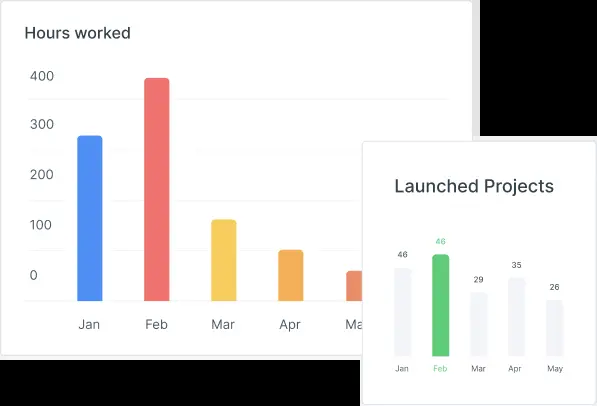 Hours worked
400
300
200
100
0
Jan Feb Mar Apr Ma
Launched Projects
46 46 29 35 26
Jan Feb Mar Apr May